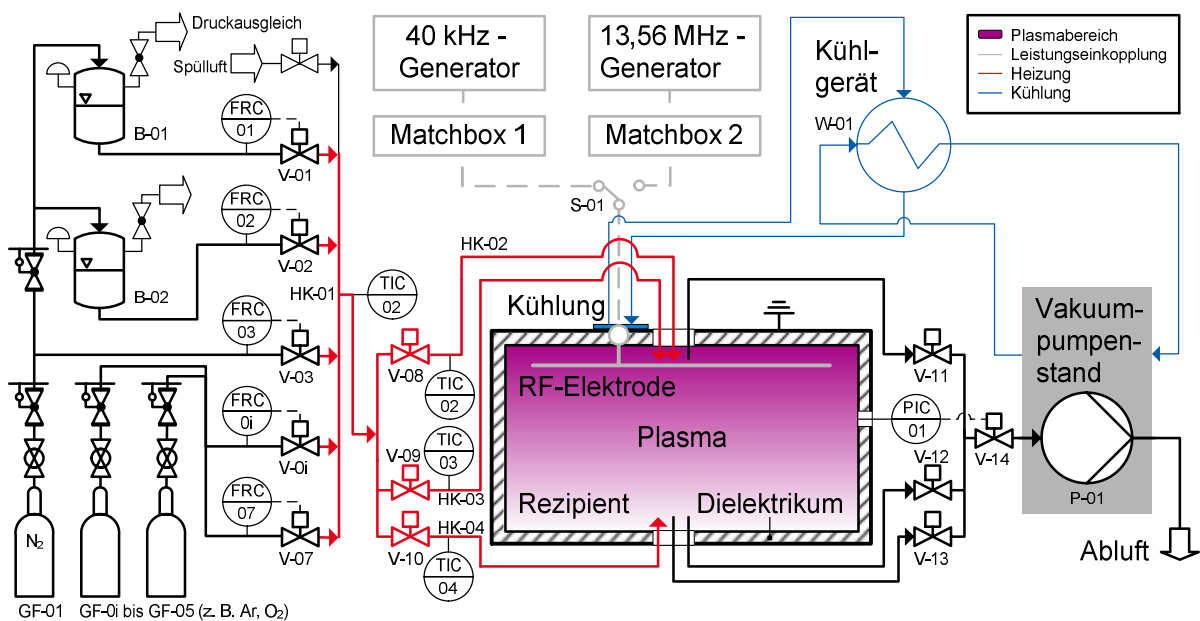 Druckausgleich
Spülluft
B-01
FRC
01
V-01
B-02
FRC
02
V-02
HK-01
TIC
02
FRC
03
V-03
FRC
0i
V-0i
FRC
07
V-07
N2
GF-01
GF-0i bis GF-05 (z. B. Ar, O2)
40 kHz -
Generator
13,56 MHz -
Generator
Matchbox 1
Matchbox 2
S-01
Kühl-
gerät
W-01
Plasmabereich
Leistungseinkopplung
Heizung
Kühlung
HK-02
Kühlung
V-08
TIC
02
V-09
TIC
03
HK-03
HK-04
V-10
TIC
04
RF-Elektrode
Plasma
Rezipient
Dielektrikum
PIC
01
V-11
V-12
V-13
V-14
Vakuum-
pumpen-
stand
P-01
Abluft